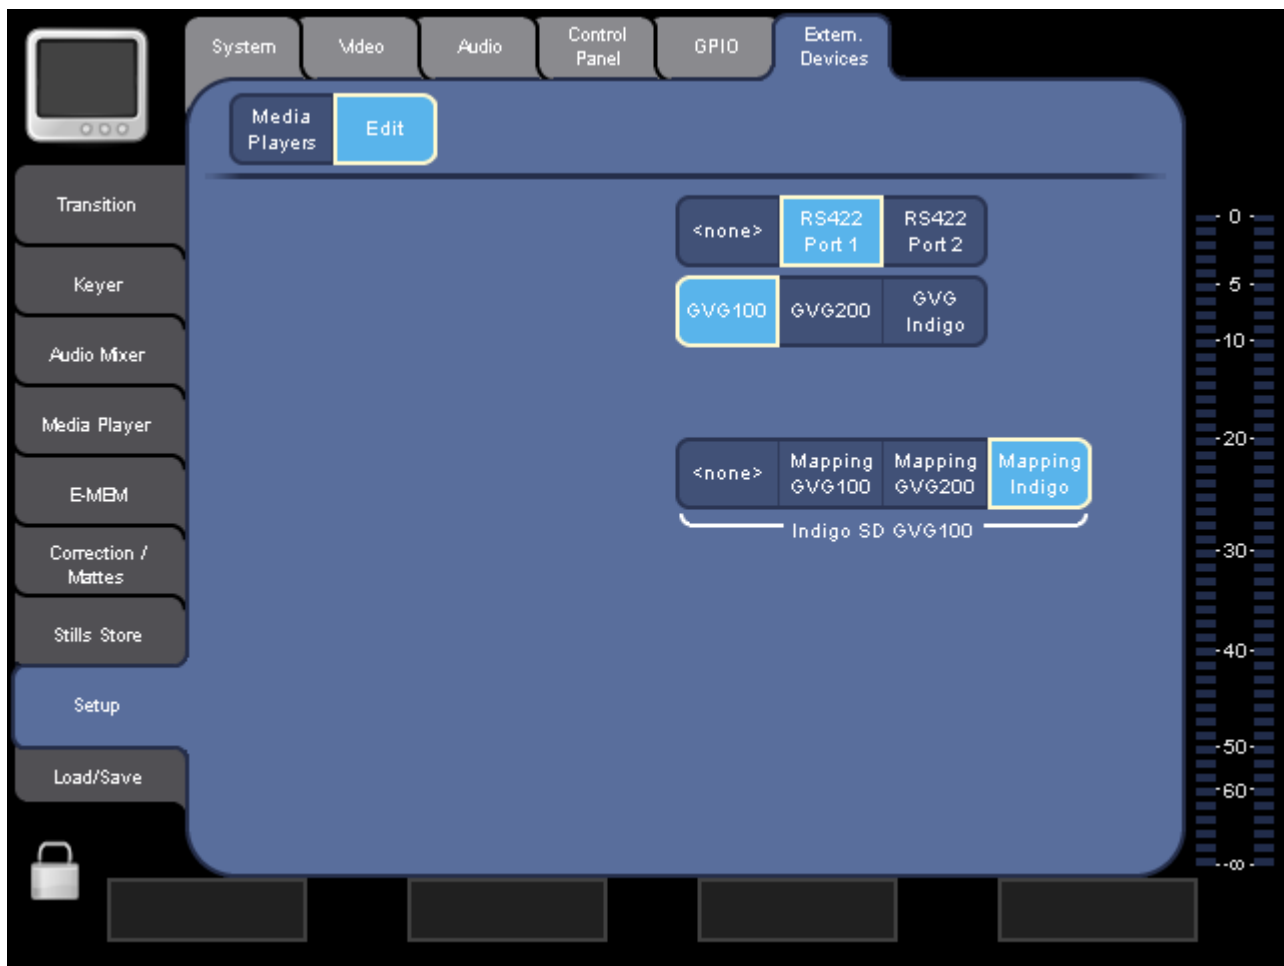 System Video Audio Control Panel GPIO Extern. Devices
Media Players Edit
Transition
Keyer
Audio Mixer
Media Player
E-MEM
Correction / Mattes
Stills Store
Setup
Load/Save
<none> RS422 Port 1 RS422 Port 2
GVG100 GVG200 GVG Indigo
<none> Mapping GVG100 Mapping GVG200 Mapping Indigo
Indigo SD GVG100
- 0 -
- 5 -
-10-
-20-
-30-
-40-
-50-
-60-
--∞-